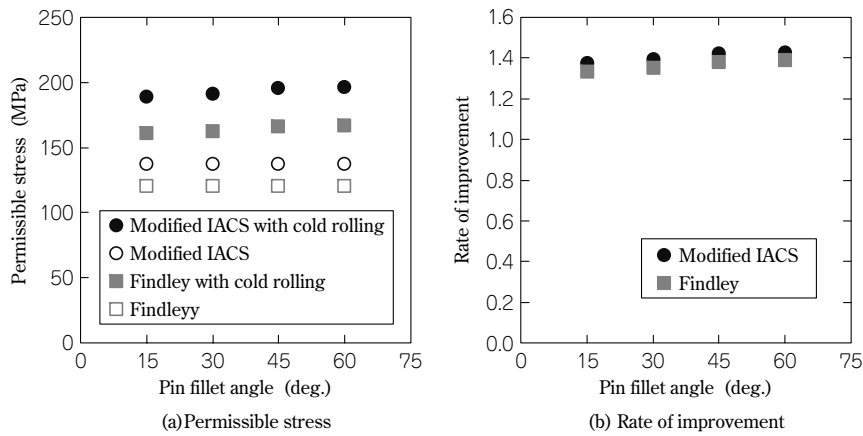 250
200
150
100
50
0
Permissible stress (MPa)
Modified IACS with cold rolling
Modified IACS
Findley with cold rolling
Findleyy
0 15 30 45 60 75
Pin fillet angle (deg.)
(a)Permissible stress
1.6
1.4
1.2
1.0
0.8
0.6
0.4
0.2
0.0
Rate of improvement
Modified IACS
Findley
0 15 30 45 60 75
Pin fillet angle (deg.)
(b) Rate of improvement